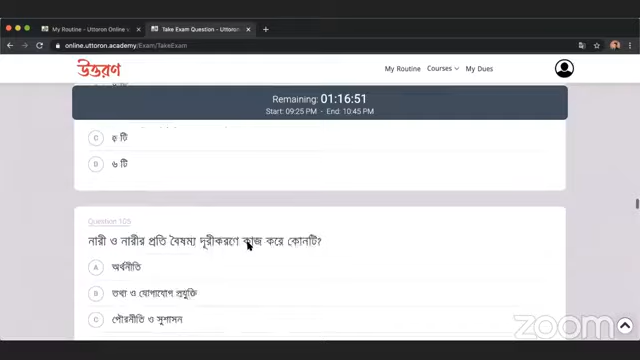 My Routine - Uttoron Online s
Take Exam Question - Uttoron
online.uttoron.academy/Exam/TakeExam
উত্তরণ
My Routine
Courses
My Dues
Remaining: 01:16:51
Start: 09:25 PM - End: 10:45 PM
C ৫ টি
৬ টি
Question 105
নারী ও নারীর প্রতি বৈষম্য দূরীকরণে কাজ করে কোনটি?
A অর্থনীতি
B তথ্য ও যোগাযোগ প্রযুক্তি
C পৌরনীতি ও সুশাসন
zoom